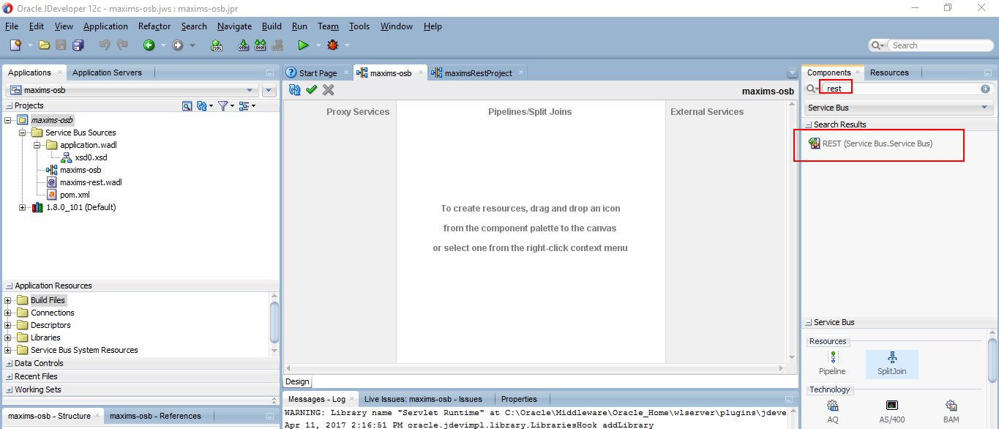 Oracle JDeveloper 12c - maxims-osb.jws : maxims-osb.jpr
File Edit View Application Refactor Search Navigate Build Run Team Tools Window Help
Search
Applications
Application Servers
maxims-osb
Projects
maxims-osb
Service Bus Sources
application.wadl
xsd0.xsd
maxims-osb
maxims-rest.wadl
pom.xml
1.8.0_101 (Default)
Application Resources
Build Files
Connections
Descriptors
Libraries
Service Bus System Resources
Data Controls
Recent Files
Working Sets
maxims-osb - Structure
maxims-osb - References
Start Page
maxims-osb
maximsRestProject
maxims-osb
Proxy Services
Pipelines/Split Joins
External Services
To create resources, drag and drop an icon
from the component palette to the canvas
or select one from the right-click context menu
Design
Messages - Log
Live Issues: maxims-osb - Issues
Properties
WARNING: Library name "Servlet Runtime" at C:\Oracle\Middleware\Oracle_Home\wlserver\plugins\jdeve
Apr 11, 2017 2:16:51 PM oracle.jdevimpl.library.LibrariesHook addLibrary
Components
Resources
rest
Service Bus
Search Results
REST (Service Bus.Service Bus)
Service Bus
Resources
Pipeline
SplitJoin
Technology
AQ
AS/400
BAM